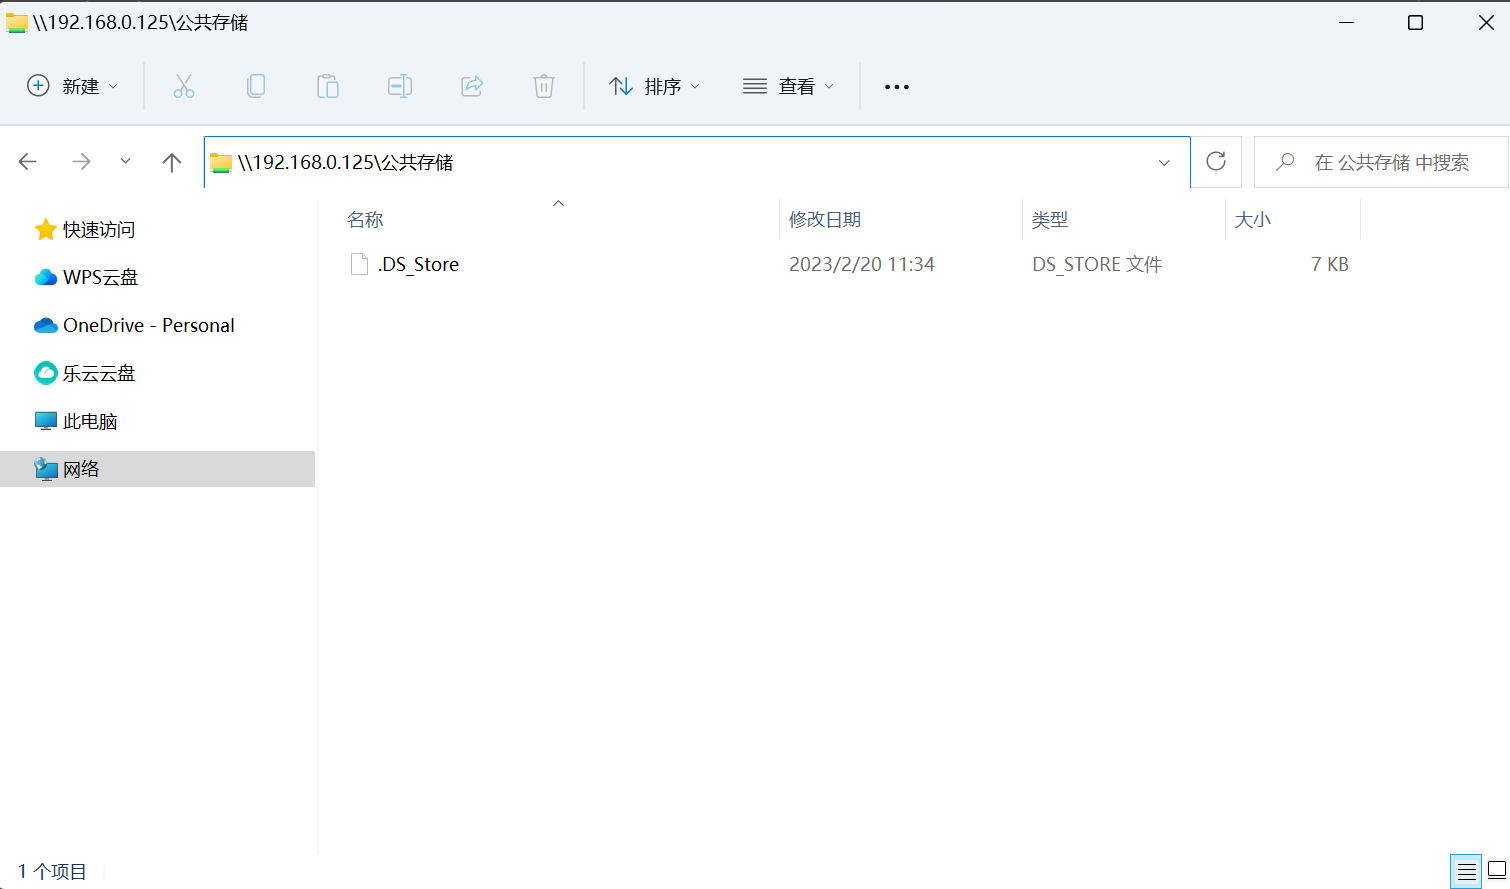 \\192.168.0.125\公共存储
新建 排序 查看
\\192.168.0.125\公共存储 在 公共存储 中搜索
名称 修改日期 类型 大小
.DS_Store 2023/2/20 11:34 DS_STORE 文件 7 KB
快速访问
WPS云盘
OneDrive - Personal
乐云云盘
此电脑
网络
1 个项目